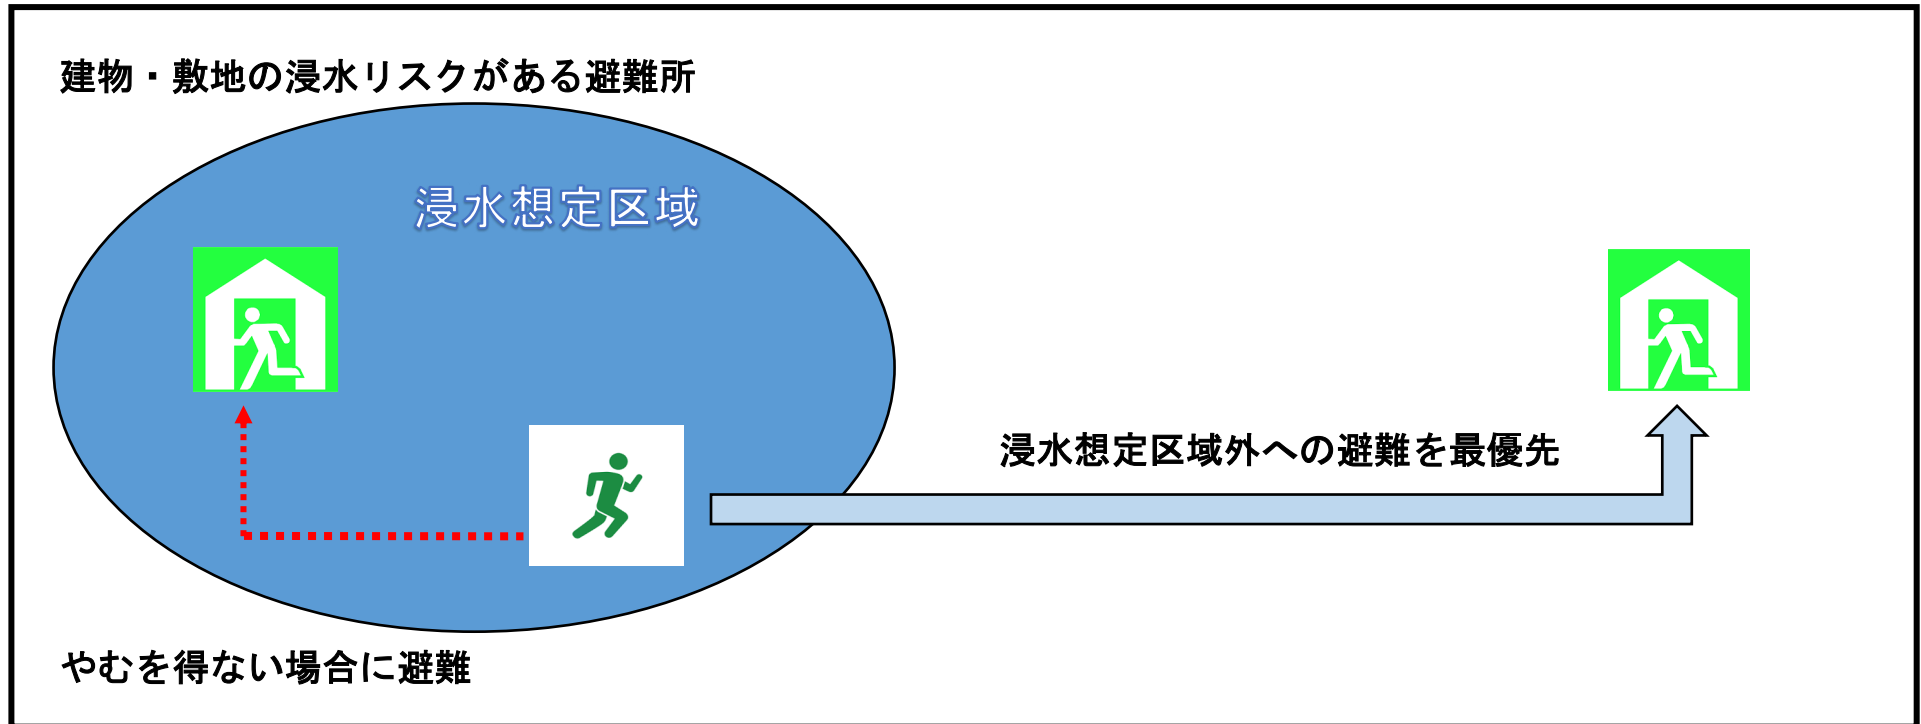 建物・敷地の浸水リスクがある避難所
浸水想定区域
浸水想定区域外への避難を最優先
やむを得ない場合に避難